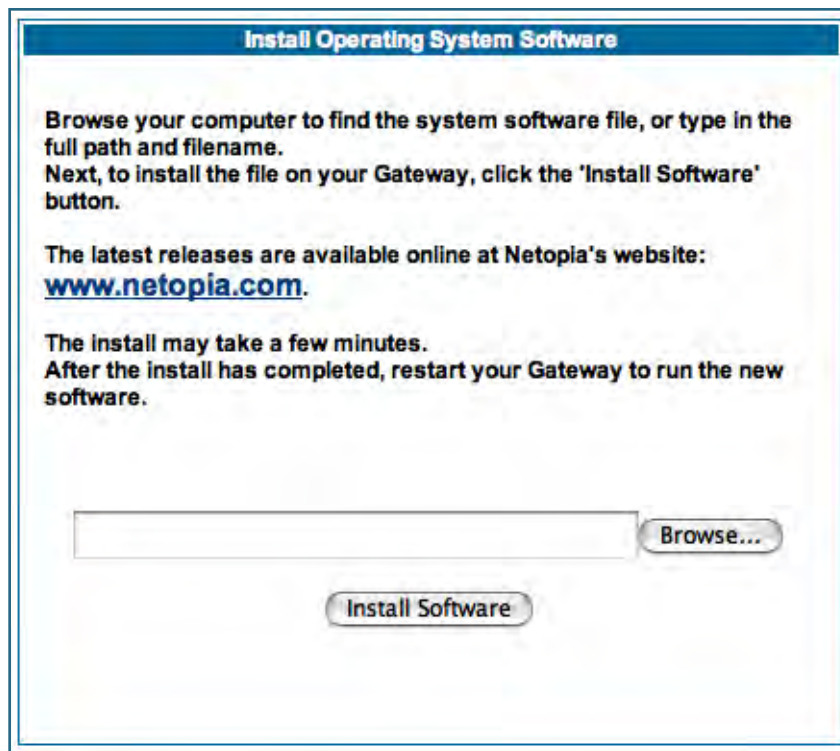 Install Operating System Software
Browse your computer to find the system software file, or type in the
full path and filename.
Next, to install the file on your Gateway, click the 'Install Software'
button.
The latest releases are available online at Netopia's website:
www.netopia.com.
The install may take a few minutes.
After the install has completed, restart your Gateway to run the new
software.
Browse...
Install Software